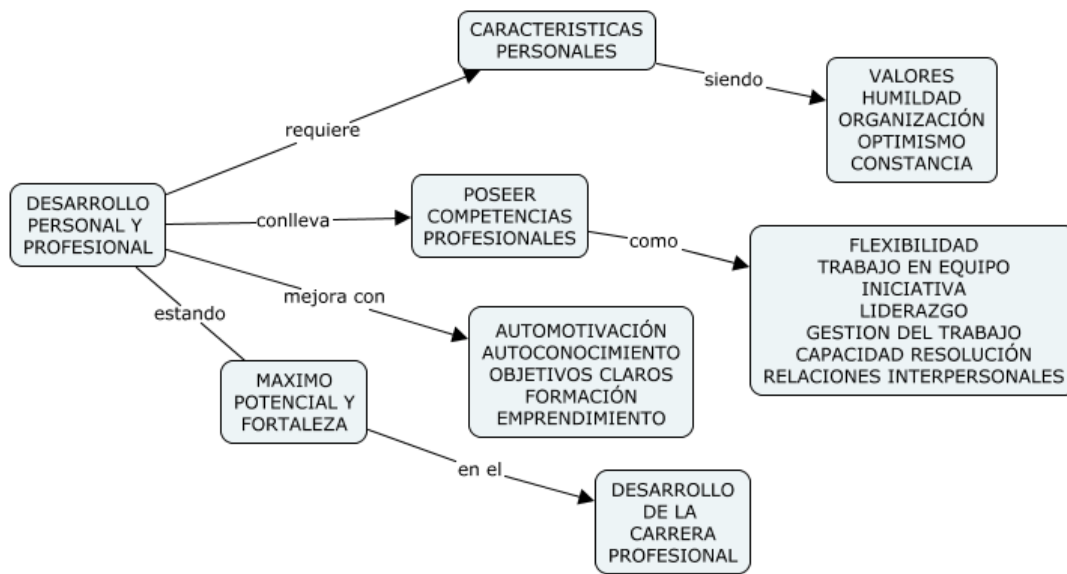 CARACTERISTICAS
PERSONALES
siendo
VALORES
HUMILDAD
ORGANIZACIÓN
OPTIMISMO
CONSTANCIA
requiere
DESARROLLO
PERSONAL Y
PROFESIONAL
conlleva
POSEER
COMPETENCIAS
PROFESIONALES
como
FLEXIBILIDAD
TRABAJO EN EQUIPO
INICIATIVA
LIDERAZGO
GESTION DEL TRABAJO
CAPACIDAD RESOLUCIÓN
RELACIONES INTERPERSONALES
mejora con
AUTOMOTIVACIÓN
AUTOCONOCIMIENTO
OBJETIVOS CLAROS
FORMACIÓN
EMPRENDIMIENTO
estando
MAXIMO
POTENCIAL Y
FORTALEZA
en el
DESARROLLO
DE LA
CARRERA
PROFESIONAL